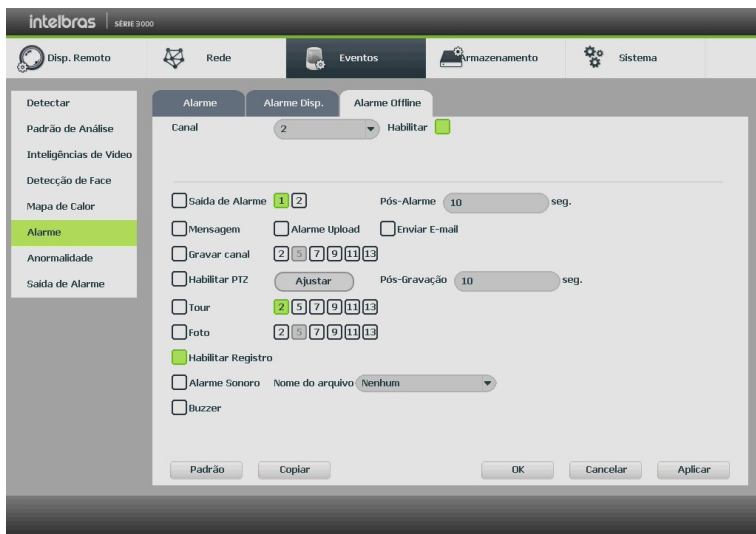 intelbras SÉRIE 3000
Disp. Remoto Rede Eventos Armazenamento Sistema
Detectar
Padrão de Análise
Inteligências de Vídeo
Detecção de Face
Mapa de Calor
Alarme
Anormalidade
Saída de Alarme
Alarme Alarme Disp. Alarme Offline
Canal 2 Habilitar
Saída de Alarme 1 2 Pós-Alarme 10 seg.
Mensagem Alarme Upload Enviar E-mail
Gravar canal 2 5 7 9 11 13
Habilitar PTZ Ajustar Pós-Gravação 10 seg.
Tour 2 5 7 9 11 13
Foto 2 5 7 9 11 13
Habilitar Registro
Alarme Sonoro Nome do arquivo Nenhum
Buzzer
Padrão Copiar OK Cancelar Aplicar